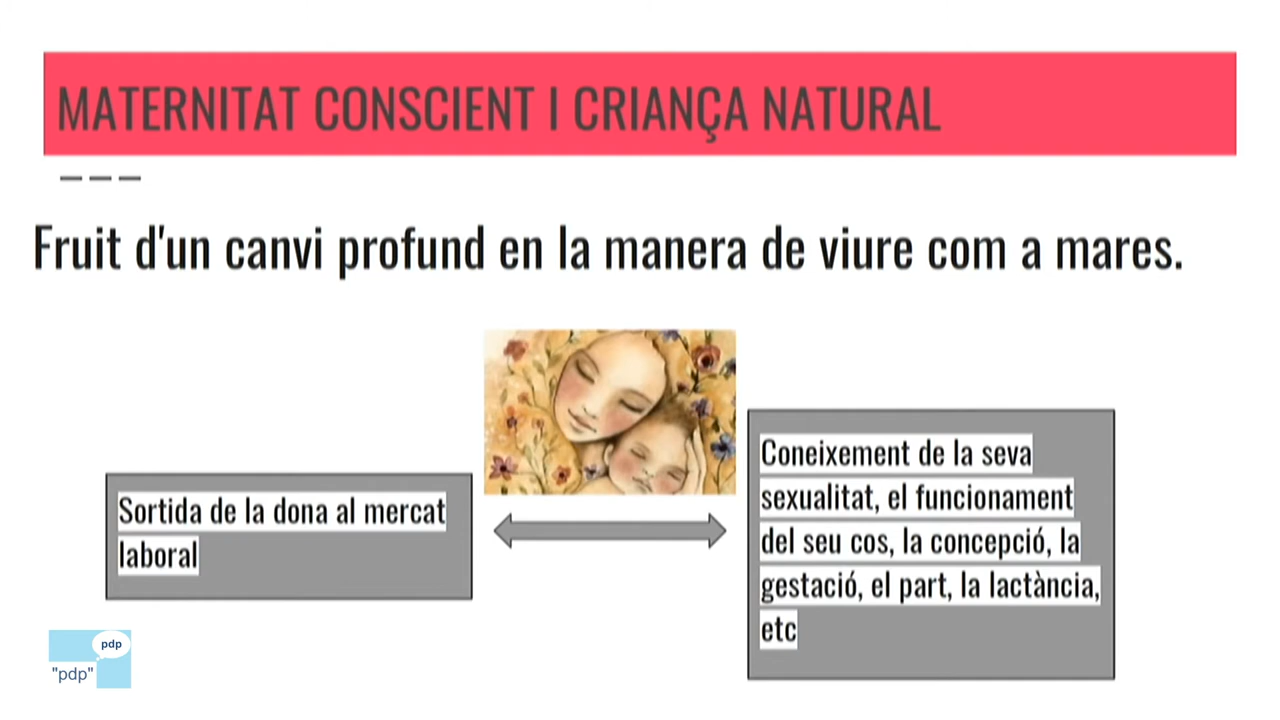 MATERNITAT CONSCIENT I CRIANÇA NATURAL
Fruit d'un canvi profund en la manera de viure com a mares.
Sortida de la dona al mercat
laboral
Coneixement de la seva
sexualitat, el funcionament
del seu cos, la concepció, la
gestació, el part, la lactància,
etc
pdp
"pdp"